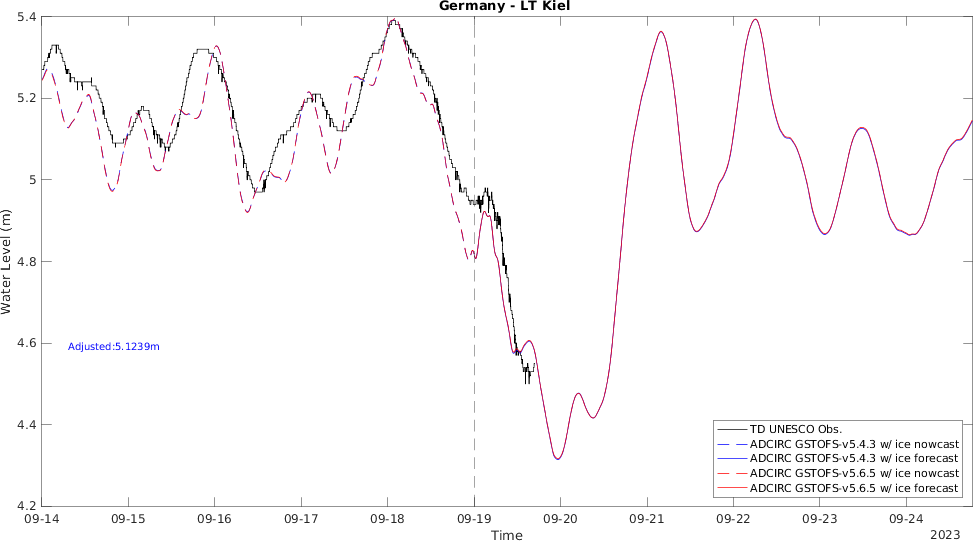 Germany - LT Kiel
5.4
5.2
5
4.8
4.6
4.4
4.2
Water Level (m)
Adjusted:5.1239m
TD UNESCO Obs.
ADCIRC GSTOFS-v5.4.3 w/ ice nowcast
ADCIRC GSTOFS-v5.4.3 w/ ice forecast
ADCIRC GSTOFS-v5.6.5 w/ ice nowcast
ADCIRC GSTOFS-v5.6.5 w/ ice forecast
09-14 09-15 09-16 09-17 09-18 09-19 09-20 09-21 09-22 09-23 09-24
Time
2023